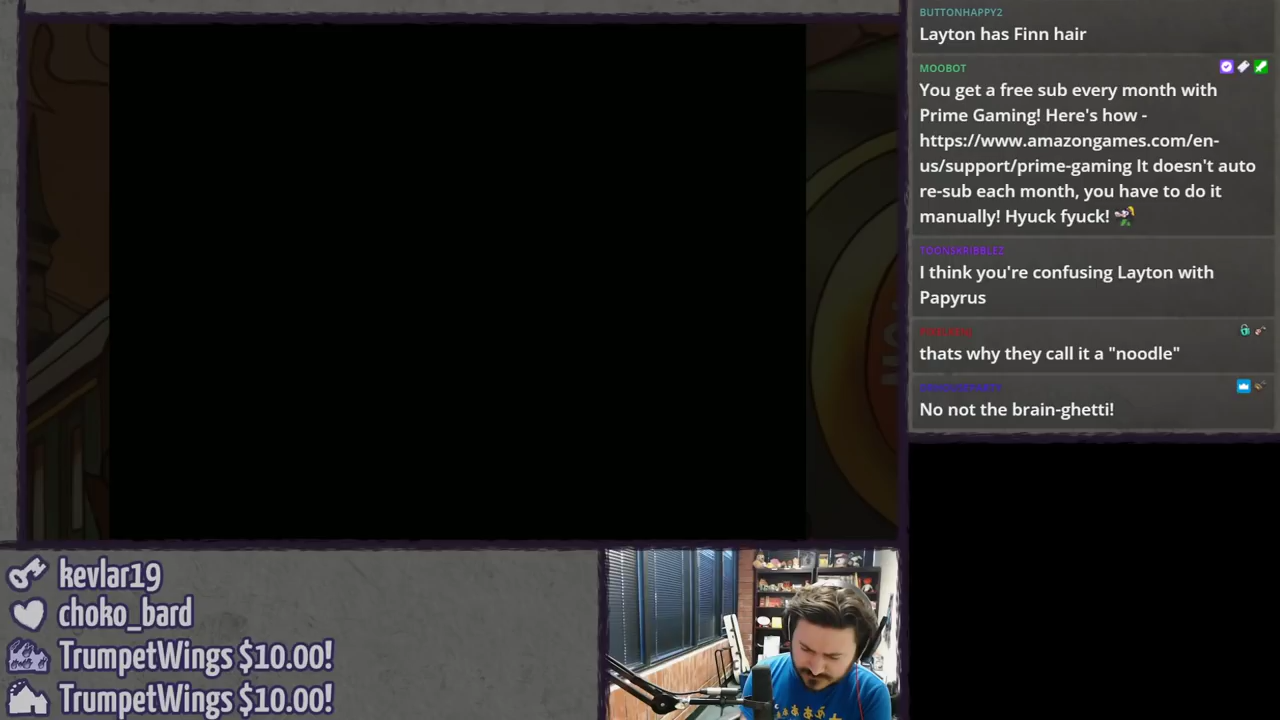 BUTTONHAPPY2
Layton has Finn hair
MOOBOT
You get a free sub every month with
Prime Gaming! Here's how -
https://www.amazongames.com/en-
us/support/prime-gaming It doesn't auto
re-sub each month, you have to do it
manually! Hyuck fyuck!
TOONSKRIBBLEZ
I think you're confusing Layton with
Papyrus
thats why they call it a "noodle"
No not the brain-ghetti!
kevlar19
choko_bard
TrumpetWings $10.00!
TrumpetWings $10.00!